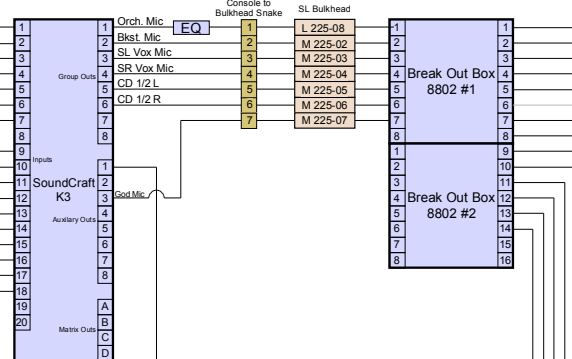 Console to
Bulkhead Snake
SL Bulkhead
Orch. Mic
EQ
Bkst. Mic
SL Vox Mic
SR Vox Mic
CD 1/2 L
CD 1/2 R
God Mic
1
2
3
4
5
6
7
L 225-08
M 225-02
M 225-03
M 225-04
M 225-05
M 225-06
M 225-07
1
2
3
4
5
6
7
8
9
10
11
12
13
14
15
16
17
18
19
20
Inputs
SoundCraft
K3
Group Outs
1
2
3
4
5
6
7
8
Auxilary Outs
1
2
3
4
5
6
7
8
Matrix Outs
A
B
C
D
Break Out Box
8802 #1
1
2
3
4
5
6
7
8
1
2
3
4
5
6
7
8
Break Out Box
8802 #2
1
2
3
4
5
6
7
8
9
10
11
12
13
14
15
16